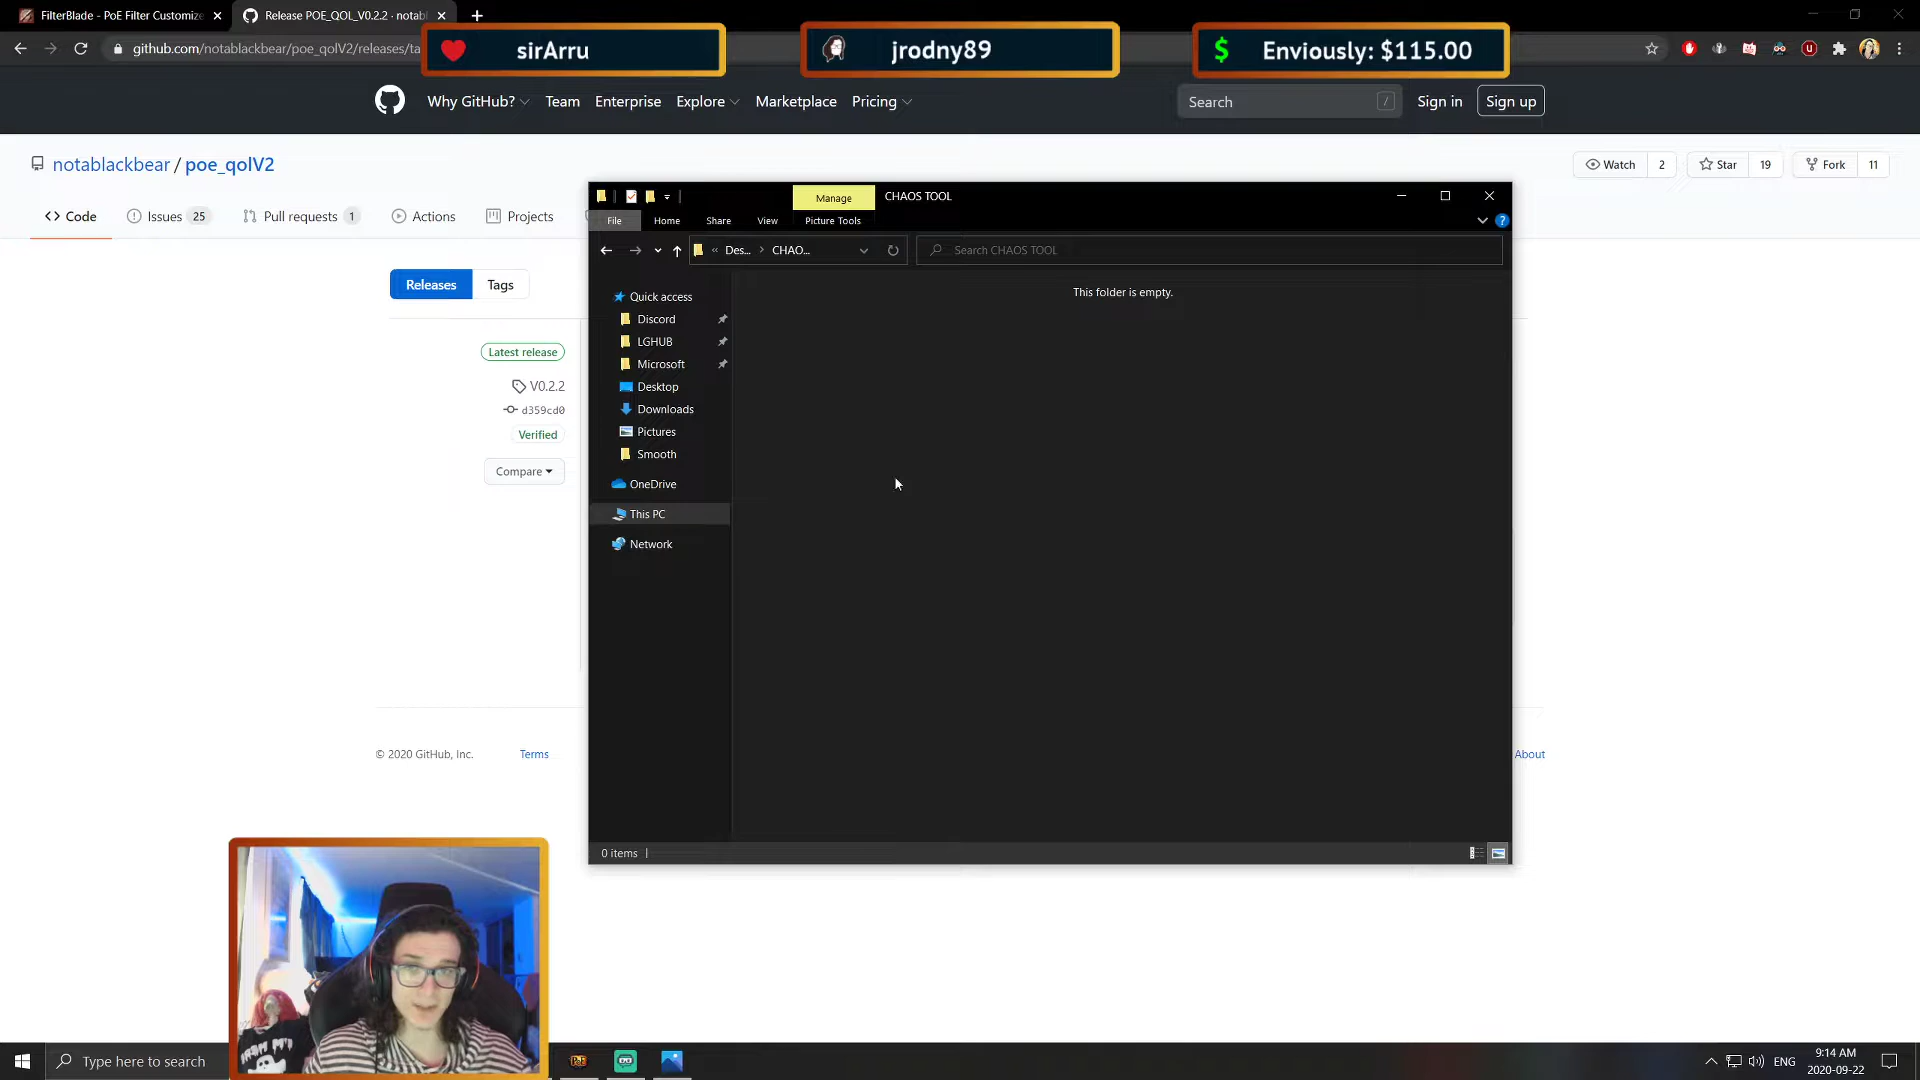 FilterBlade - PoE Filter Customize
Release POE_QOL_V0.2.2 · notab
github.com/notablackbear/poe_qolV2/releases/ta
sirArru
jrodny89
$ Enviously: $115.00
Why GitHub?
Team
Enterprise
Explore
Marketplace
Pricing
Search
/
Sign in
Sign up
notablackbear / poe_qolV2
Watch 2
Star 19
Fork 11
Code
Issues 25
Pull requests 1
Actions
Projects
Releases
Tags
Latest release
V0.2.2
d359cd0
Verified
Compare
Manage
CHAOS TOOL
File
Home
Share
View
Picture Tools
« Des... > CHAO...
Search CHAOS TOOL
This folder is empty.
Quick access
Discord
LGHUB
Microsoft
Desktop
Downloads
Pictures
Smooth
OneDrive
This PC
Network
0 items
© 2020 GitHub, Inc.
Terms
About
Type here to search
ENG
9:14 AM
2020-09-22